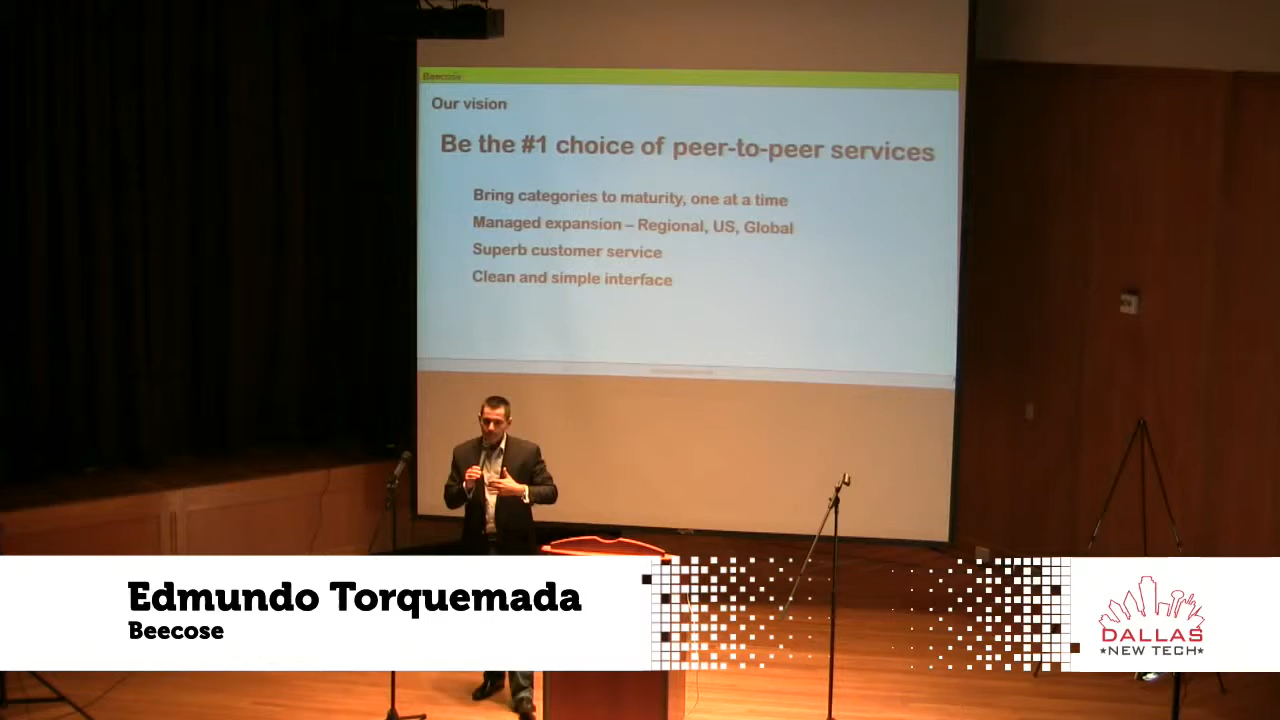 Beecose
Our vision
Be the #1 choice of peer-to-peer services
Bring categories to maturity, one at a time
Managed expansion – Regional, US, Global
Superb customer service
Clean and simple interface
Edmundo Torquemada
Beecose
DALLAS
★NEW TECH★